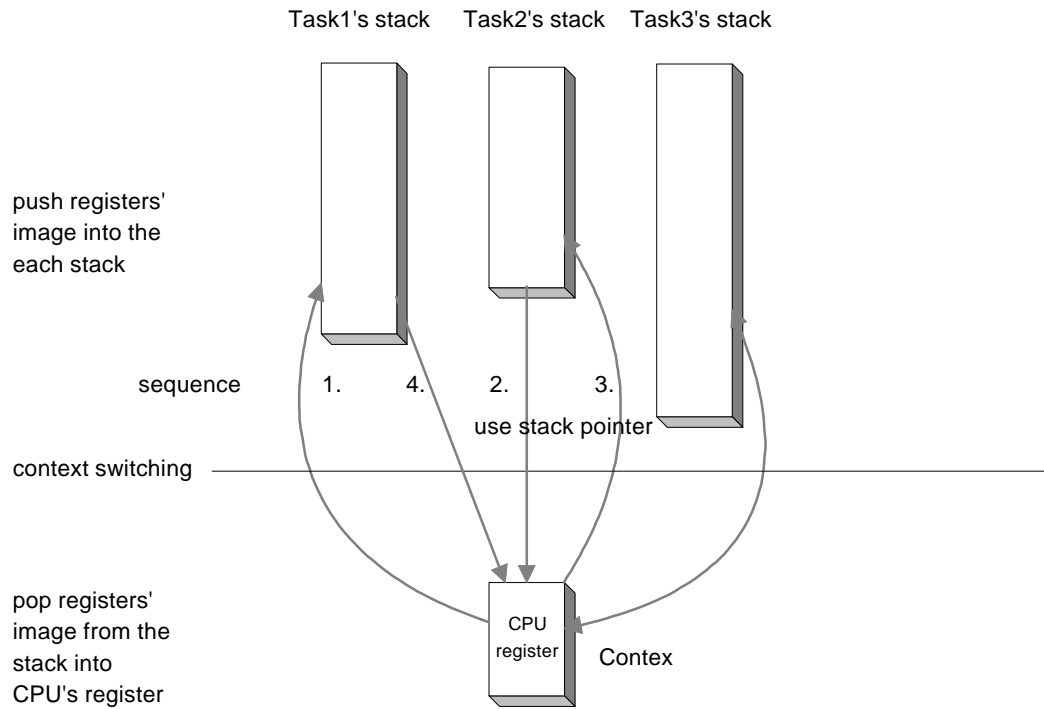 Task1's stack Task2's stack Task3's stack
push registers'
image into the
each stack
sequence 1. 4. 2. 3.
use stack pointer
context switching
pop registers'
image from the
stack into
CPU's register
CPU
register
Contex